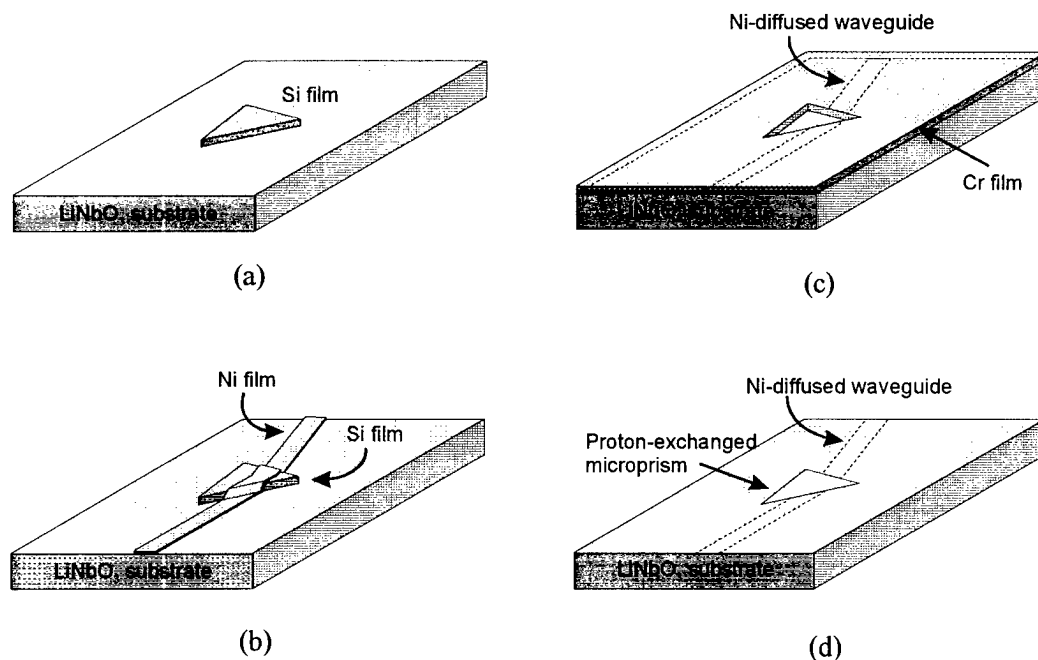 Si film
LiNbO₃ substrate
(a)
Ni film
Si film
LiNbO₃ substrate
(b)
Ni-diffused waveguide
Cr film
(c)
Ni-diffused waveguide
Proton-exchanged
microprism
LiNbO₃ substrate
(d)